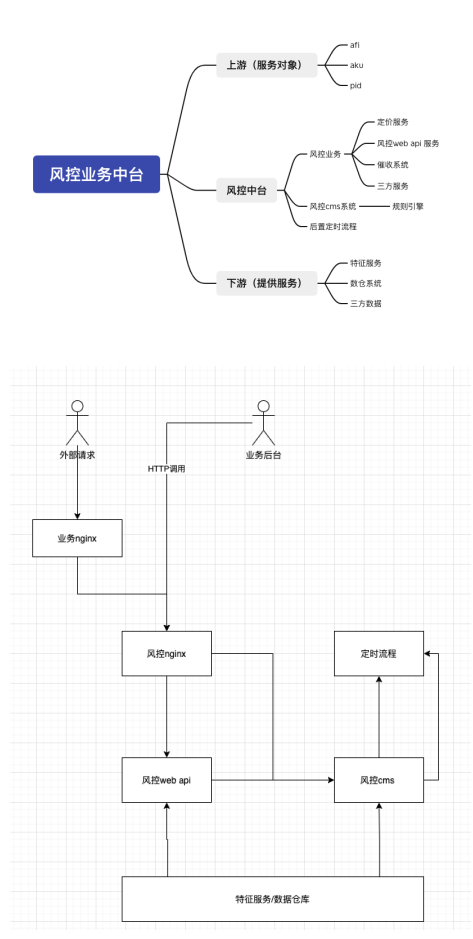 风控业务中台
上游（服务对象）
afi
aku
pid
风控中台
风控业务
定价服务
风控web api 服务
催收系统
三方服务
风控cms系统
规则引擎
后置定时流程
下游（提供服务）
特征服务
数仓系统
三方数据
外部请求
业务后台
HTTP调用
业务nginx
风控nginx
定时流程
风控web api
风控cms
特征服务/数据仓库